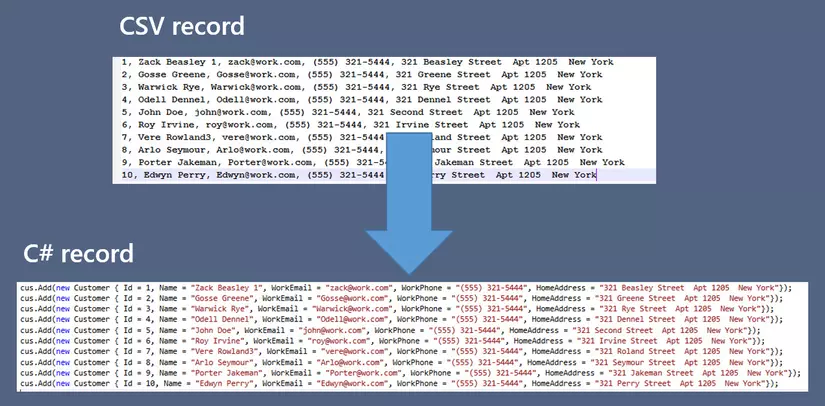 CSV record
1, Zack Beasley 1, zack@work.com, (555) 321-5444, 321 Beasley Street  Apt 1205  New York
2, Gosse Greene, Gosse@work.com, (555) 321-5444, 321 Greene Street  Apt 1205  New York
3, Warwick Rye, Warwick@work.com, (555) 321-5444, 321 Rye Street  Apt 1205  New York
4, Odell Dennel, Odell@work.com, (555) 321-5444, 321 Dennel Street  Apt 1205  New York
5, John Doe, john@work.com, (555) 321-5444, 321 Second Street  Apt 1205  New York
6, Roy Irvine, roy@work.com, (555) 321-5444, 321 Irvine Street  Apt 1205  New York
7, Vere Rowland3, vere@work.com, (555) 321-544 land Street  Apt 1205  New York
8, Arlo Seymour, Arlo@work.com, (555) 321-5444 mour Street  Apt 1205  New York
9, Porter Jakeman, Porter@work.com, (555) 321-5 Jakeman Street  Apt 1205  New York
10, Edwyn Perry, Edwyn@work.com, (555) 321-5444 rry Street  Apt 1205  New York
C# record
cus.Add(new Customer { Id = 1, Name = "Zack Beasley 1", WorkEmail = "zack@work.com", WorkPhone = "(555) 321-5444", HomeAddress = "321 Beasley Street  Apt 1205  New York"});
cus.Add(new Customer { Id = 2, Name = "Gosse Greene", WorkEmail = "Gosse@work.com", WorkPhone = "(555) 321-5444", HomeAddress = "321 Greene Street  Apt 1205  New York"});
cus.Add(new Customer { Id = 3, Name = "Warwick Rye", WorkEmail = "Warwick@work.com", WorkPhone = "(555) 321-5444", HomeAddress = "321 Rye Street  Apt 1205  New York"});
cus.Add(new Customer { Id = 4, Name = "Odell Dennel", WorkEmail = "Odell@work.com", WorkPhone = "(555) 321-5444", HomeAddress = "321 Dennel Street  Apt 1205  New York"});
cus.Add(new Customer { Id = 5, Name = "John Doe", WorkEmail = "john@work.com", WorkPhone = "(555) 321-5444", HomeAddress = "321 Second Street  Apt 1205  New York"});
cus.Add(new Customer { Id = 6, Name = "Roy Irvine", WorkEmail = "roy@work.com", WorkPhone = "(555) 321-5444", HomeAddress = "321 Irvine Street  Apt 1205  New York"});
cus.Add(new Customer { Id = 7, Name = "Vere Rowland3", WorkEmail = "vere@work.com", WorkPhone = "(555) 321-5444", HomeAddress = "321 Roland Street  Apt 1205  New York"});
cus.Add(new Customer { Id = 8, Name = "Arlo Seymour", WorkEmail = "Arlo@work.com", WorkPhone = "(555) 321-5444", HomeAddress = "321 Seymour Street  Apt 1205  New York"});
cus.Add(new Customer { Id = 9, Name = "Porter Jakeman", WorkEmail = "Porter@work.com", WorkPhone = "(555) 321-5444", HomeAddress = "321 Jakeman Street  Apt 1205  New York"});
cus.Add(new Customer { Id = 10, Name = "Edwyn Perry", WorkEmail = "Edwyn@work.com", WorkPhone = "(555) 321-5444", HomeAddress = "321 Perry Street  Apt 1205  New York"});